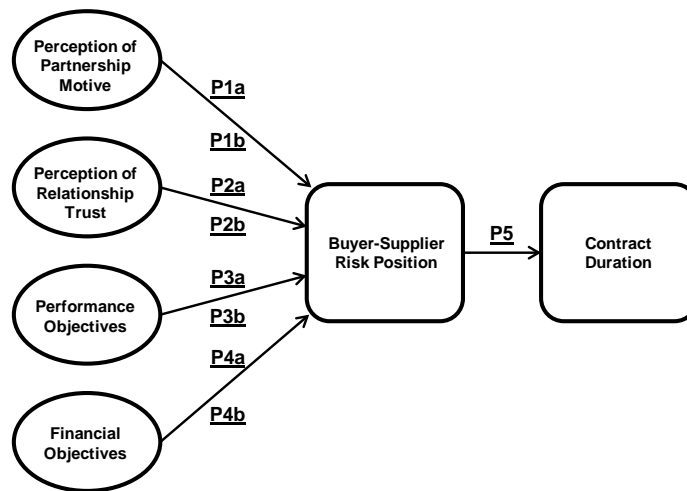 Perception of
Partnership
Motive
P1a
P1b
Perception of
Relationship
Trust
P2a
P2b
Buyer-Supplier
Risk Position
P5
Contract
Duration
Performance
Objectives
P3a
P3b
P4a
P4b
Financial
Objectives